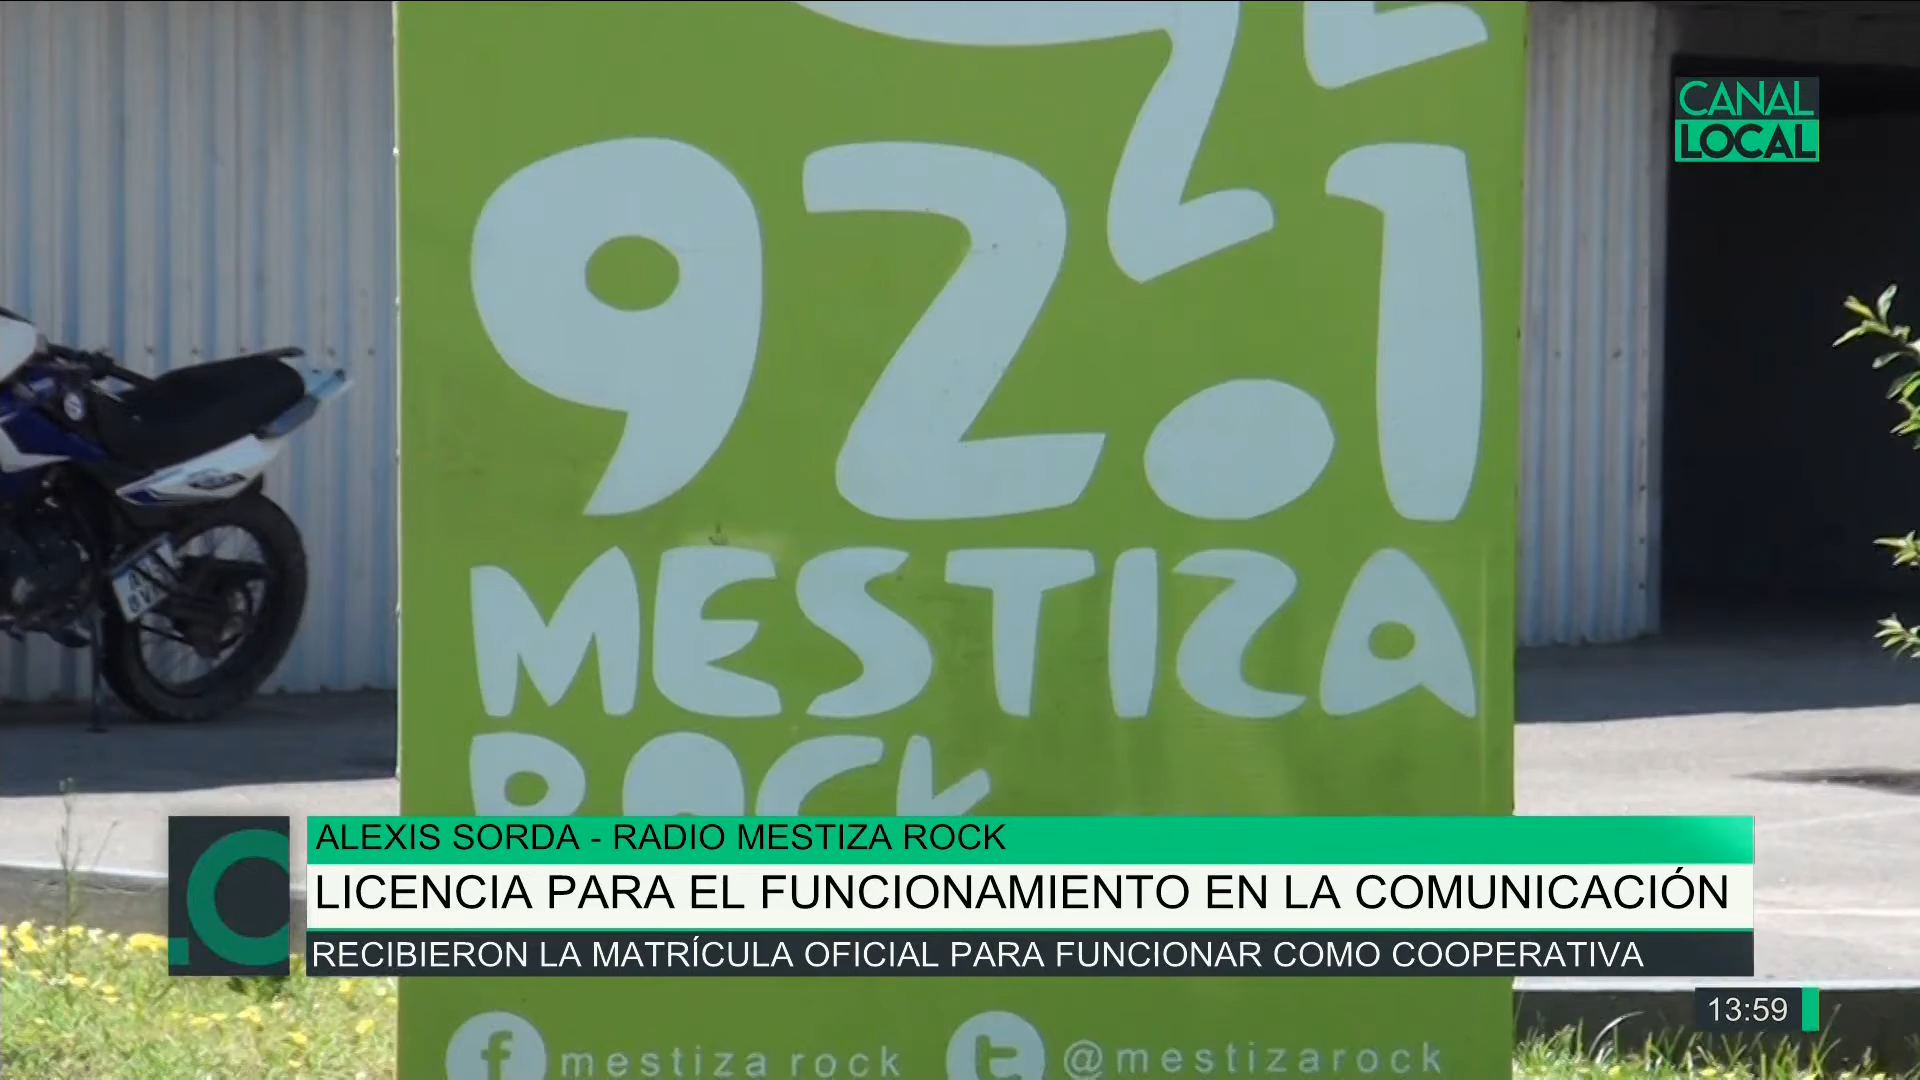 CANAL
LOCAL
92.1
MESTIZA
ROCK
ALEXIS SORDA - RADIO MESTIZA ROCK
LICENCIA PARA EL FUNCIONAMIENTO EN LA COMUNICACIÓN
RECIBIERON LA MATRÍCULA OFICIAL PARA FUNCIONAR COMO COOPERATIVA
13:59
mestiza rock
@mestizarock